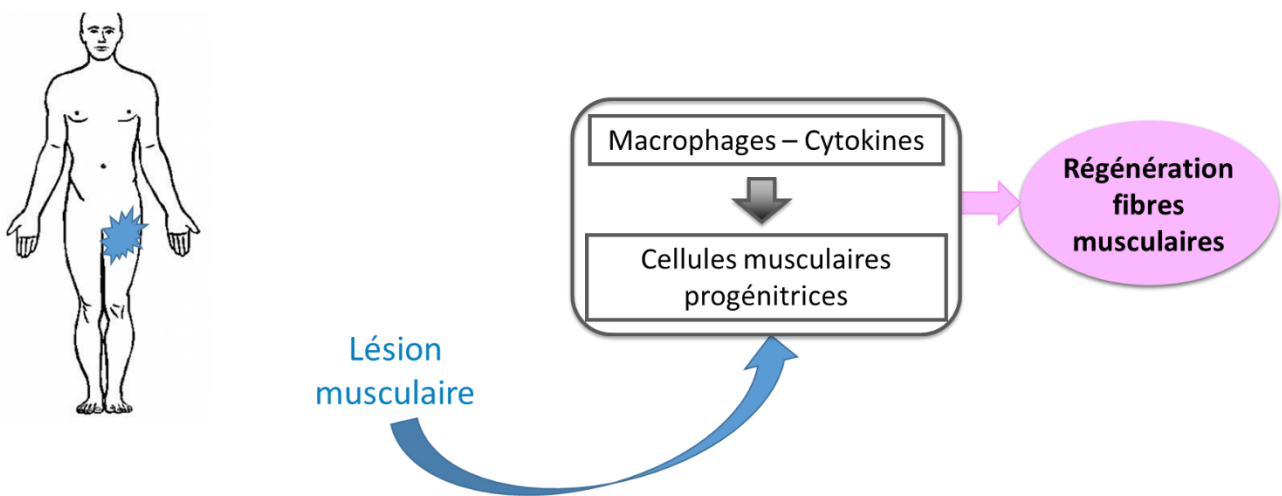 Macrophages – Cytokines
Cellules musculaires
progénitrices
Régénération
fibres
musculaires
Lésion
musculaire